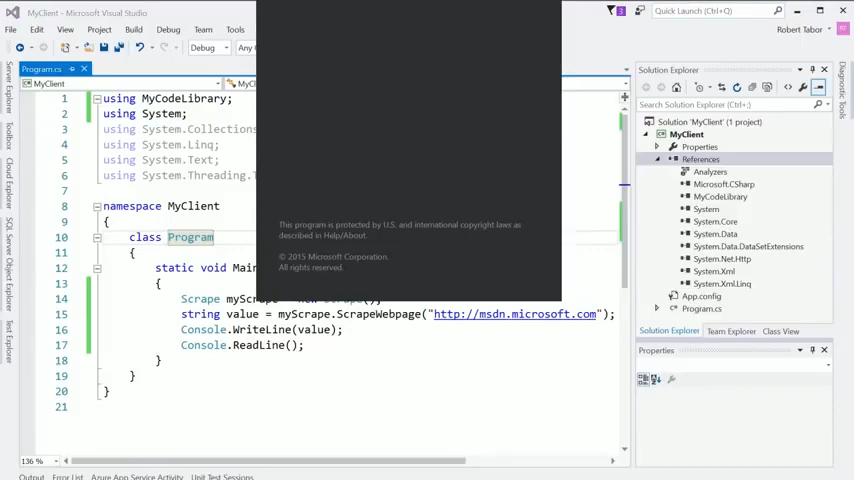 MyClient - Microsoft Visual Studio
3
Quick Launch (Ctrl+Q)
File Edit View Project Build Debug Team Tools
Robert Tabor
RT
Debug
Program.cs
MyClient
1 using MyCodeLibrary;
2 using System;
3 using System.Collections
4 using System.Linq;
5 using System.Text;
6 using System.Threading.T
7
8 namespace MyClient
9 {
10 class Program
11 {
12 static void Main
13 {
14 Scrape myScrape = new Scrape();
15 string value = myScrape.ScrapeWebpage("http://msdn.microsoft.com");
16 Console.WriteLine(value);
17 Console.ReadLine();
18 }
19 }
20 }
21
136 %
Output Error List Azure App Service Activity Unit Test Sessions
Server Explorer
Toolbox
Cloud Explorer
SQL Server Object Explorer
Test Explorer
This program is protected by U.S. and international copyright laws as
described in Help/About.
© 2015 Microsoft Corporation.
All rights reserved.
Solution Explorer
Search Solution Explorer (Ctrl+;)
Solution 'MyClient' (1 project)
MyClient
Properties
References
Analyzers
Microsoft.CSharp
MyCodeLibrary
System
System.Core
System.Data
System.Data.DataSetExtensions
System.Net.Http
System.Xml
System.Xml.Linq
App.config
Program.cs
Solution Explorer Team Explorer Class View
Properties
Diagnostic Tools